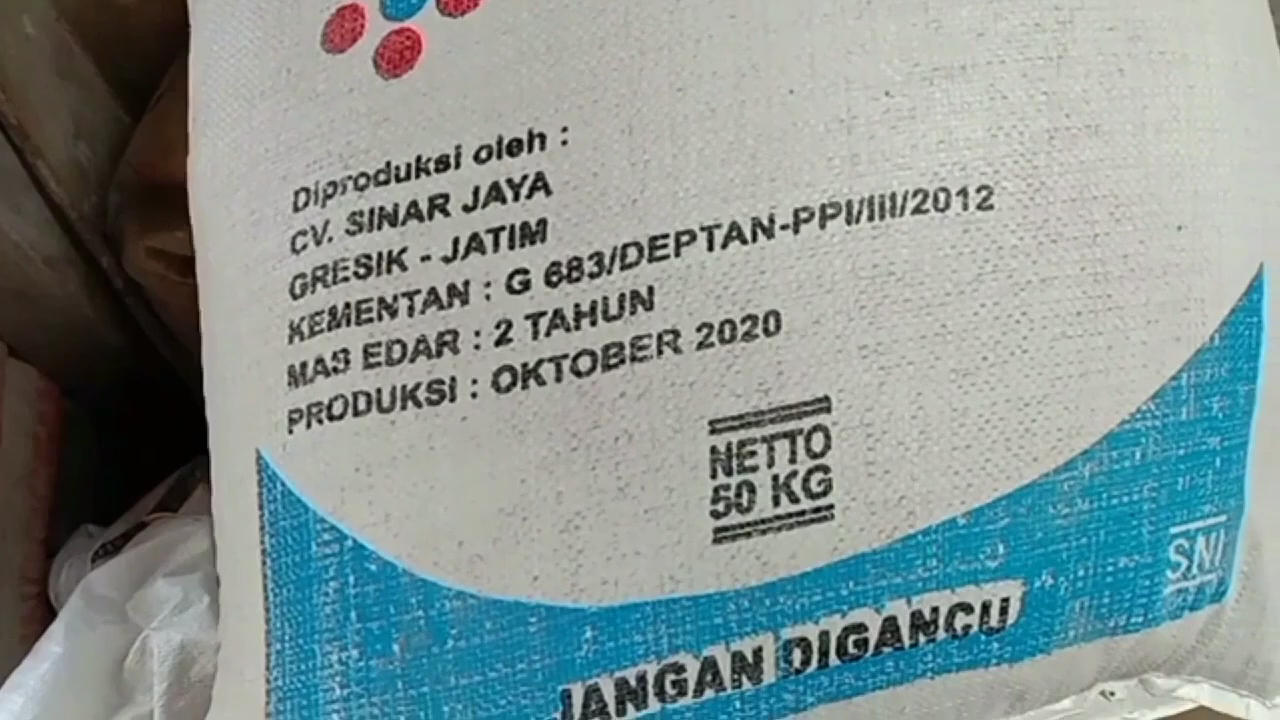 Diproduksi oleh :
CV. SINAR JAYA
GRESIK - JATIM
KEMENTAN : G 683/DEPTAN-PPI/III/2012
MAS EDAR : 2 TAHUN
PRODUKSI : OKTOBER 2020
NETTO
50 KG
SNI
JANGAN DIGANCU